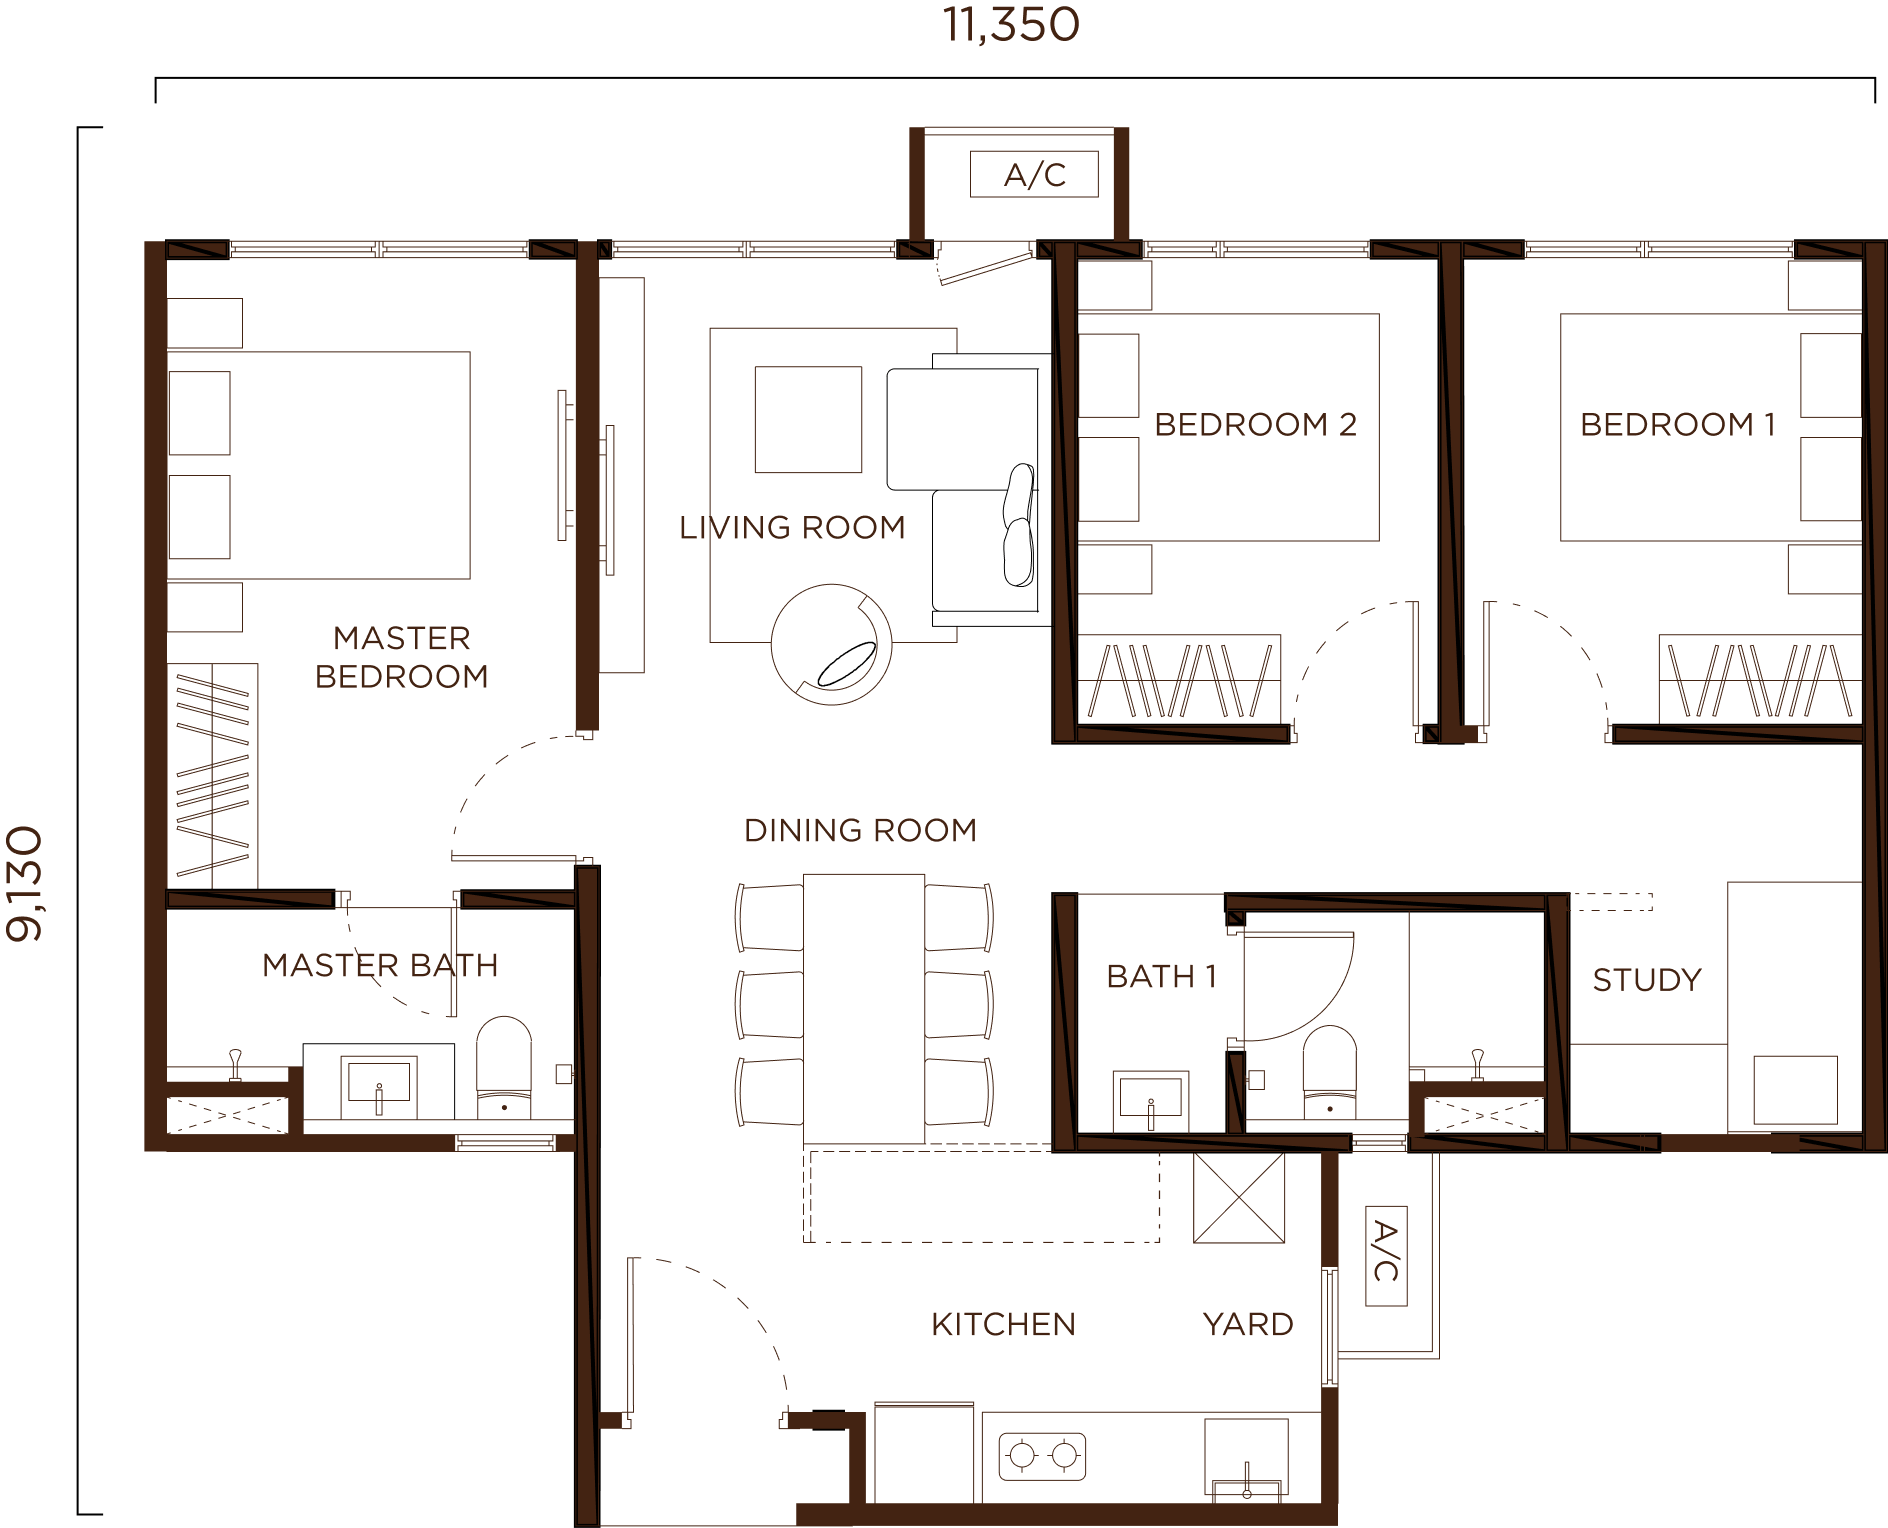 11,350
A/C
BEDROOM 2
BEDROOM 1
LIVING ROOM
MASTER
BEDROOM
9,130
DINING ROOM
MASTER BATH
BATH 1
STUDY
A/C
KITCHEN
YARD